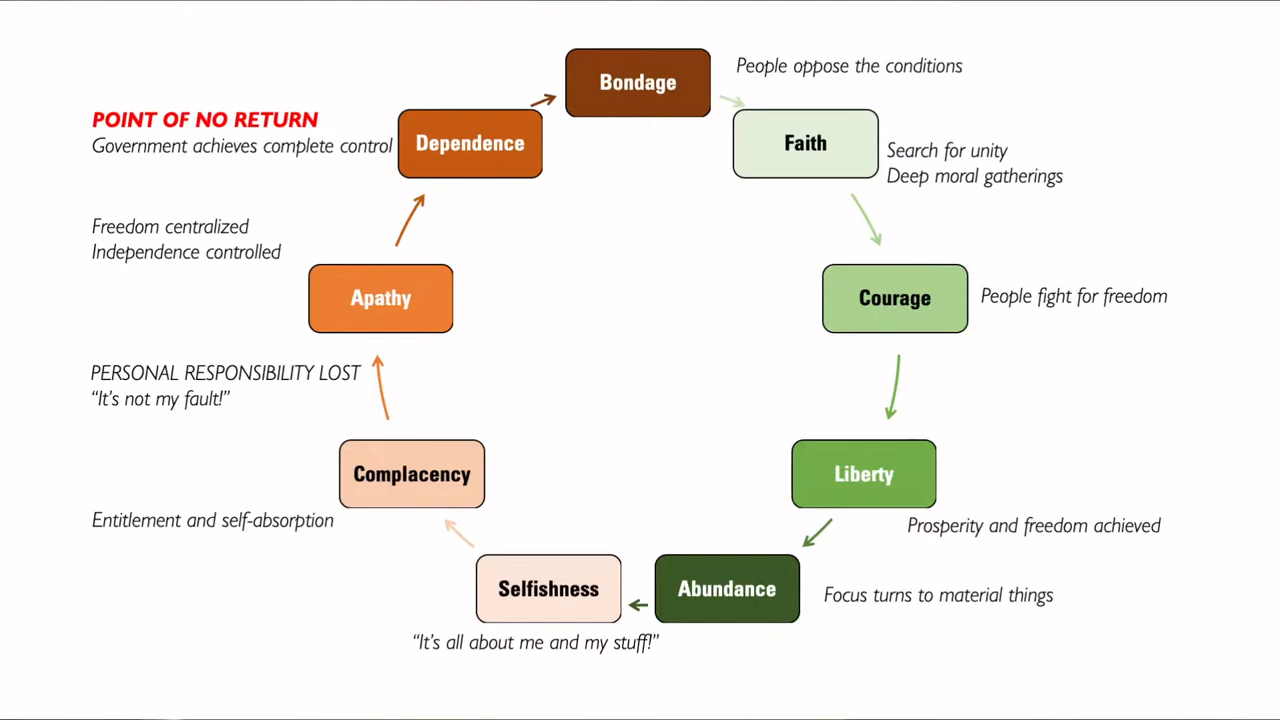 Bondage
People oppose the conditions
Faith
Search for unity
Deep moral gatherings
Courage
People fight for freedom
Liberty
Prosperity and freedom achieved
Abundance
Focus turns to material things
Selfishness
“It’s all about me and my stuff!”
Complacency
Entitlement and self-absorption
PERSONAL RESPONSIBILITY LOST
“It’s not my fault!”
Apathy
Freedom centralized
Independence controlled
Dependence
POINT OF NO RETURN
Government achieves complete control